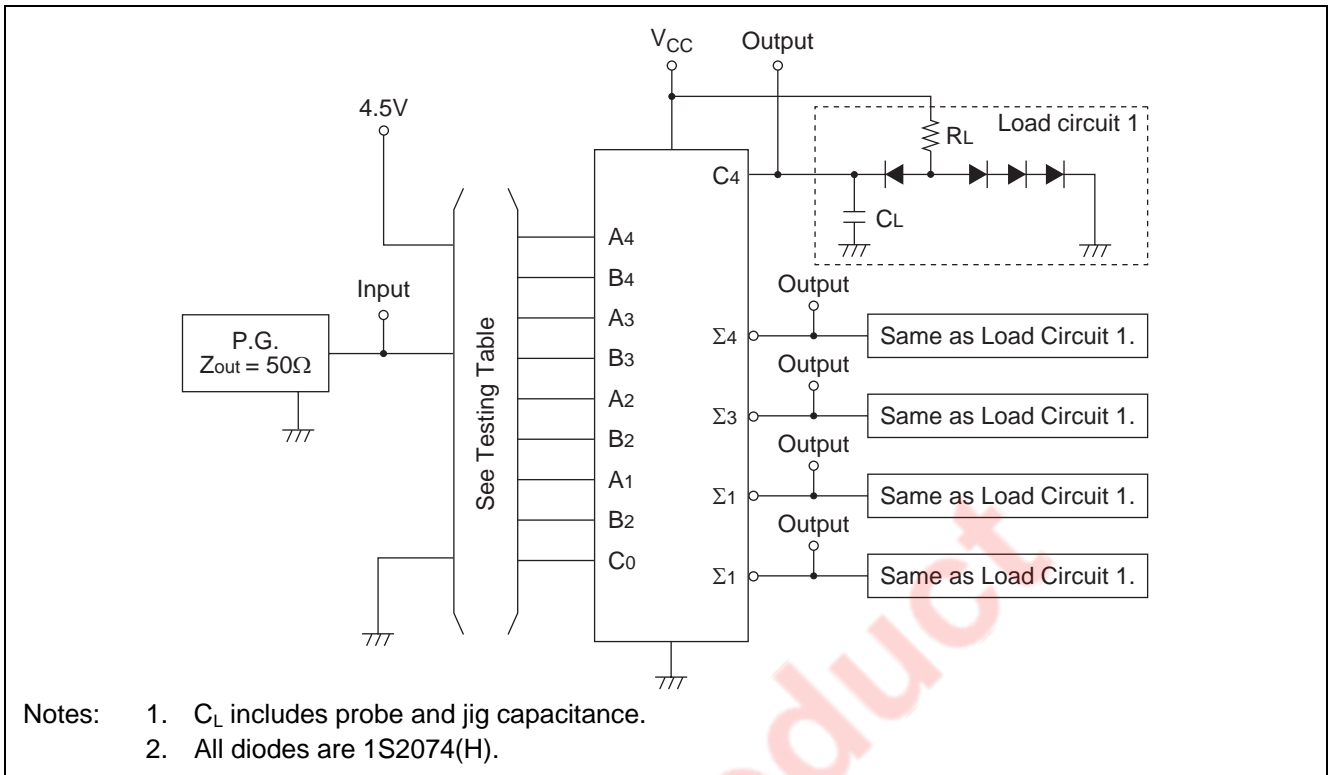 VCC
Output
4.5V
Load circuit 1
RL
C4
CL
A4
B4
Input
A3
P.G.
Zout = 50Ω
B3
A2
B2
A1
B2
C0
See Testing Table
Output
Σ4
Same as Load Circuit 1.
Output
Σ3
Same as Load Circuit 1.
Output
Σ1
Same as Load Circuit 1.
Output
Σ1
Same as Load Circuit 1.
Notes: 1. CL includes probe and jig capacitance.
2. All diodes are 1S2074(H).
duct